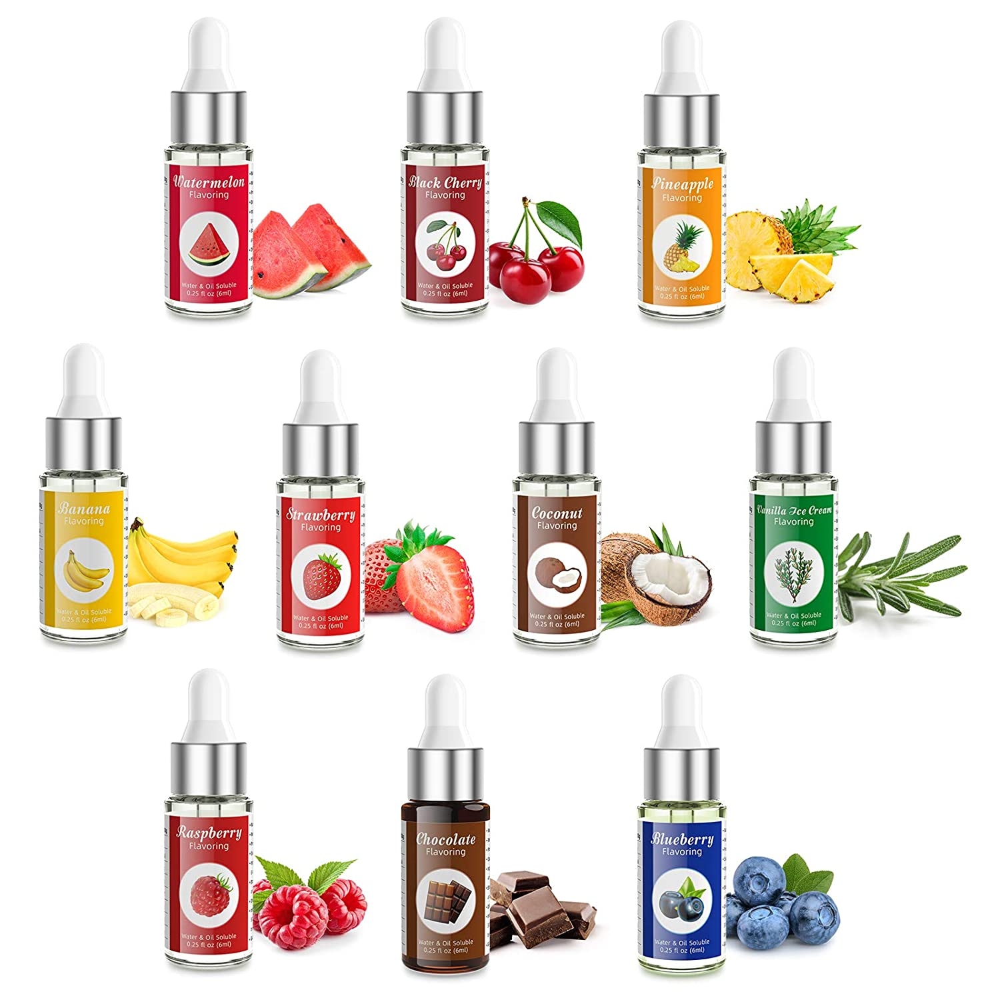 Watermelon
Flavoring
Water & Oil Soluble
0.25 fl oz (6ml)
Black Cherry
Flavoring
Water & Oil Soluble
0.25 fl oz (6ml)
Pineapple
Flavoring
Water & Oil Soluble
0.25 fl oz (6ml)
Banana
Flavoring
Water & Oil Soluble
0.25 fl oz (6ml)
Strawberry
Flavoring
Water & Oil Soluble
0.25 fl oz (6ml)
Coconut
Flavoring
Water & Oil Soluble
0.25 fl oz (6ml)
Vanilla Ice Cream
Flavoring
Water & Oil Soluble
0.25 fl oz (6ml)
Raspberry
Flavoring
Water & Oil Soluble
0.25 fl oz (6ml)
Chocolate
Flavoring
Water & Oil Soluble
0.25 fl oz (6ml)
Blueberry
Flavoring
Water & Oil Soluble
0.25 fl oz (6ml)